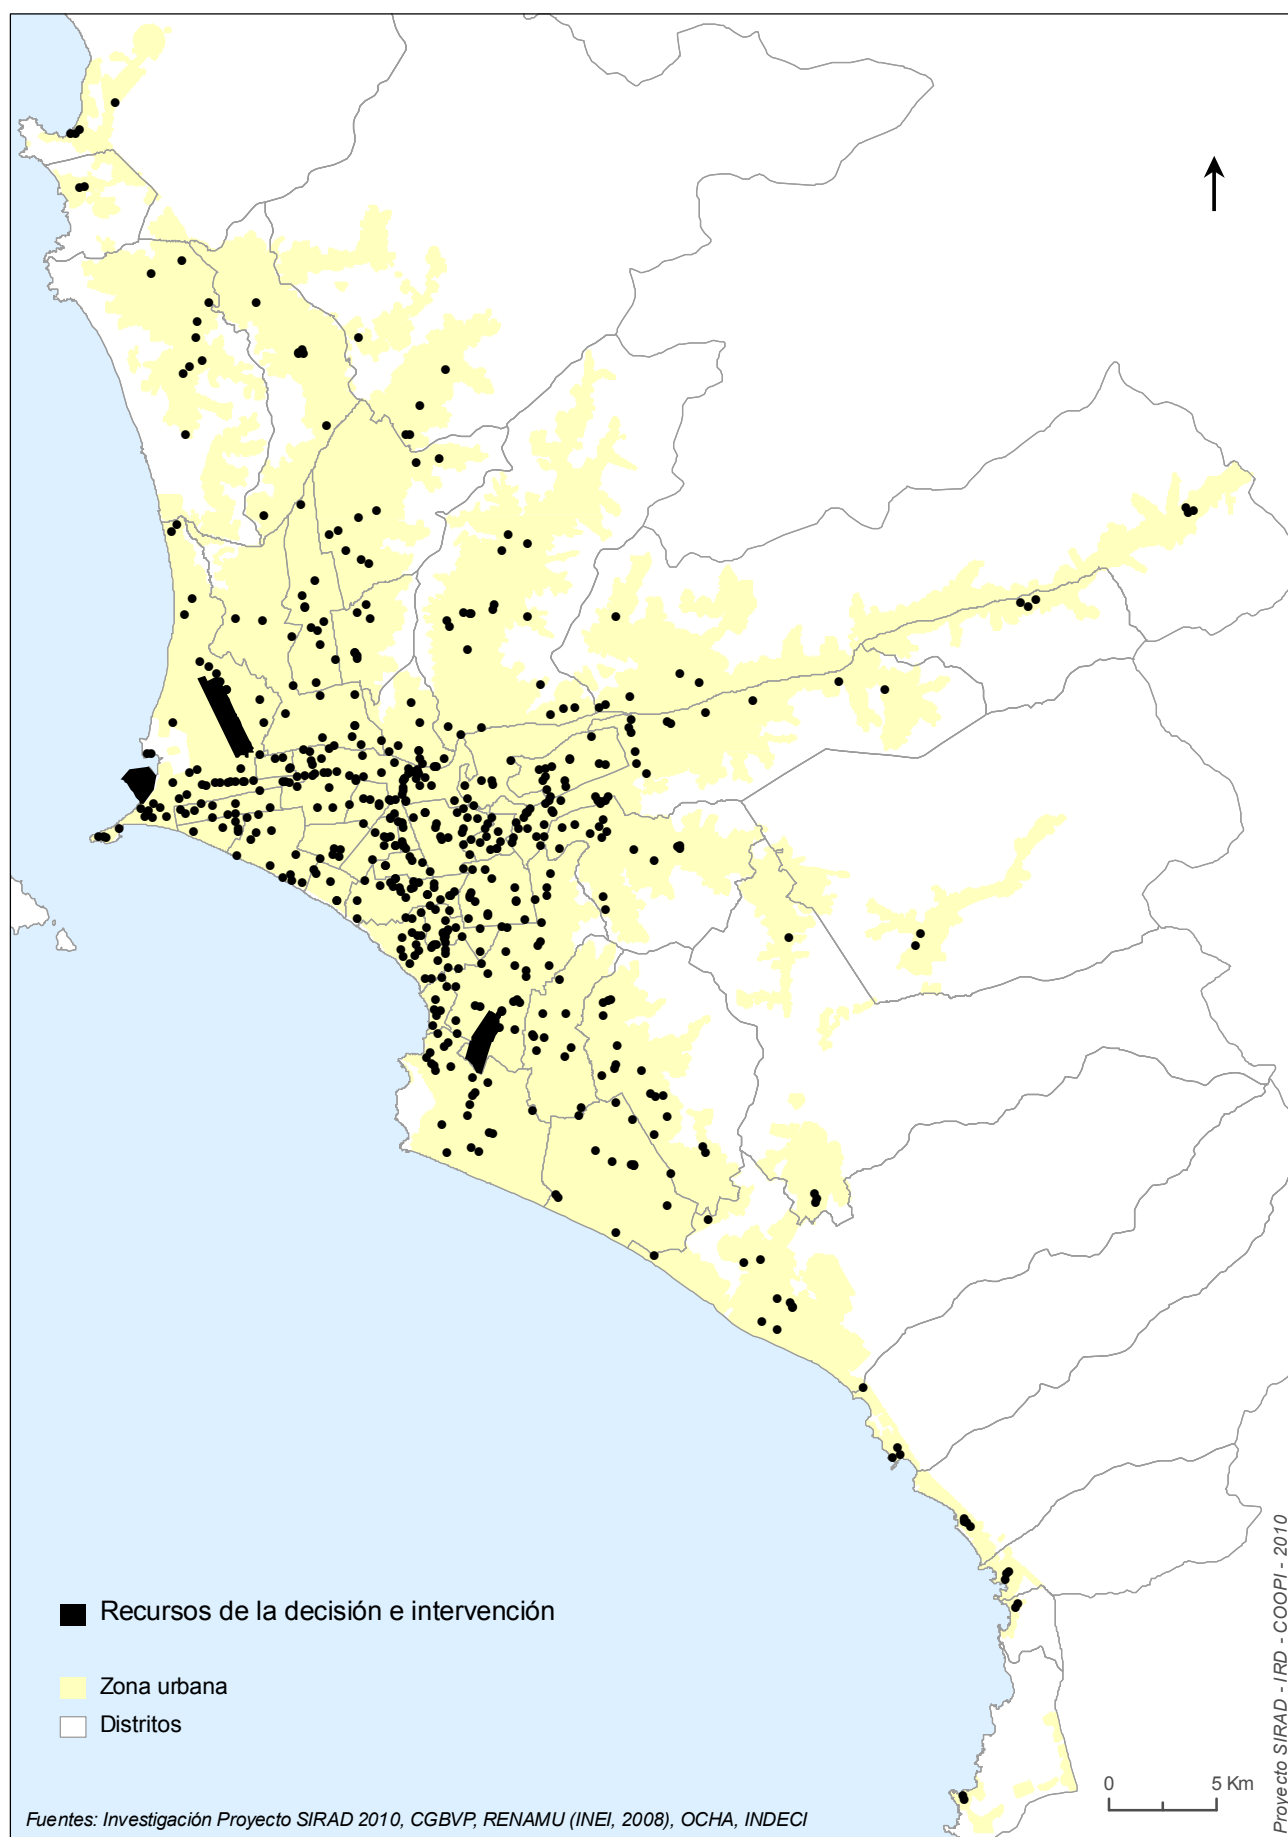 Recursos de la decisión e intervención
Zona urbana
Distritos
0 5 Km
Fuentes: Investigación Proyecto SIRAD 2010, CGBVP, RENAMU (INEI, 2008), OCHA, INDECI
Proyecto SIRAD - IRD - COOPI - 2010